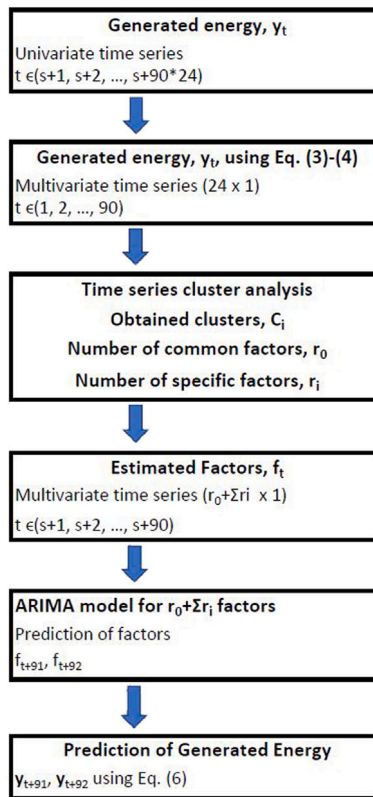 Generated energy, yₜ
Univariate time series
t ϵ(s+1, s+2, ..., s+90*24)
Generated energy, yₜ, using Eq. (3)-(4)
Multivariate time series (24 x 1)
t ϵ(1, 2, ..., 90)
Time series cluster analysis
Obtained clusters, Cᵢ
Number of common factors, r₀
Number of specific factors, rᵢ
Estimated Factors, fₜ
Multivariate time series (r₀+Σri x 1)
t ϵ(s+1, s+2, ..., s+90)
ARIMA model for r₀+Σrᵢ factors
Prediction of factors
fₜ₊₉₁, fₜ₊₉₂
Prediction of Generated Energy
yₜ₊₉₁, yₜ₊₉₂ using Eq. (6)